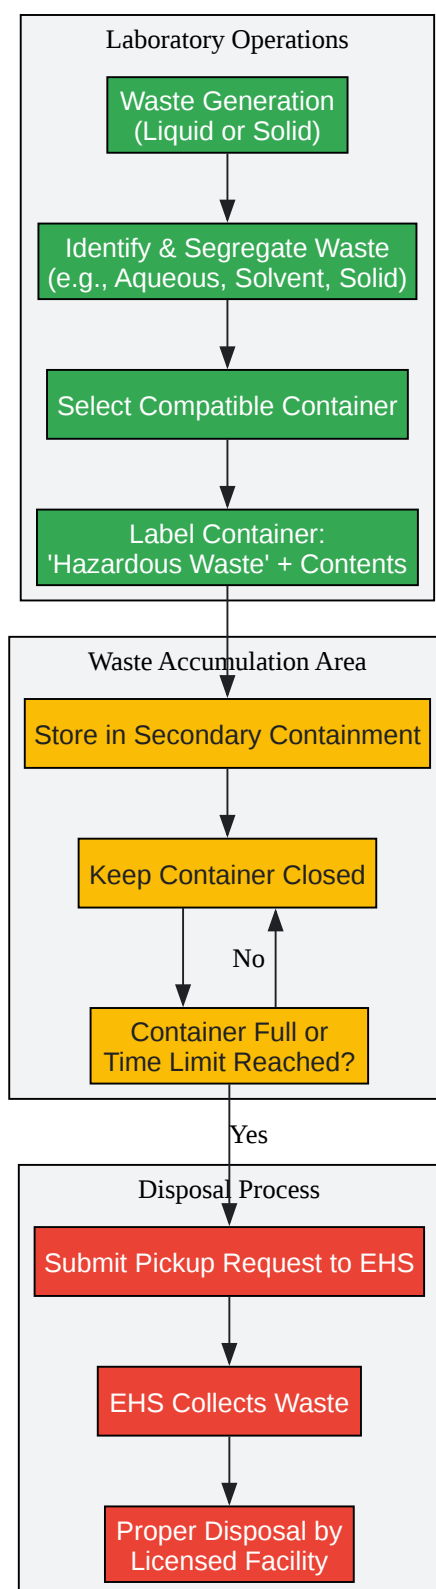 Laboratory Operations
Waste Generation
(Liquid or Solid)
Identify & Segregate Waste
(e.g., Aqueous, Solvent, Solid)
Select Compatible Container
Label Container:
'Hazardous Waste' + Contents
Waste Accumulation Area
Store in Secondary Containment
Keep Container Closed
No
Container Full or
Time Limit Reached?
Yes
Disposal Process
Submit Pickup Request to EHS
EHS Collects Waste
Proper Disposal by
Licensed Facility